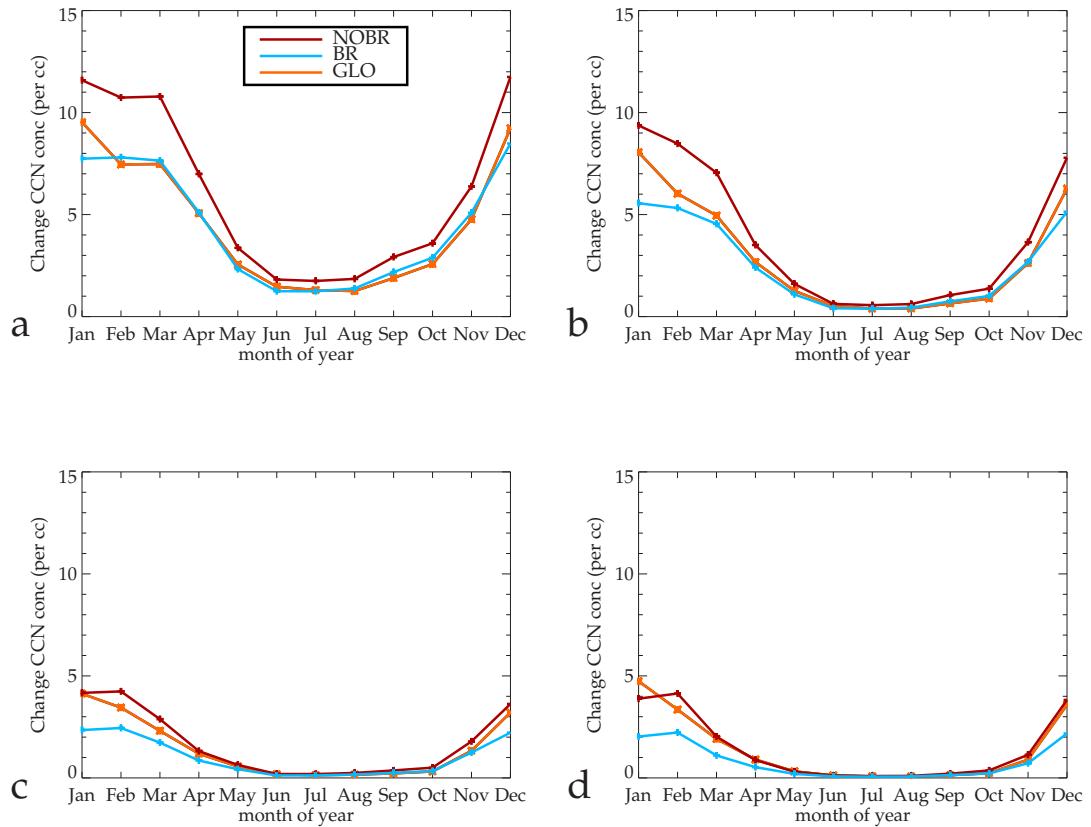 NOBR
BR
GLO
15
10
5
0
Change CCN conc (per cc)
Jan Feb Mar Apr May Jun Jul Aug Sep Oct Nov Dec
month of year
a
15
10
5
0
Change CCN conc (per cc)
Jan Feb Mar Apr May Jun Jul Aug Sep Oct Nov Dec
month of year
b
15
10
5
0
Change CCN conc (per cc)
Jan Feb Mar Apr May Jun Jul Aug Sep Oct Nov Dec
month of year
c
15
10
5
0
Change CCN conc (per cc)
Jan Feb Mar Apr May Jun Jul Aug Sep Oct Nov Dec
month of year
d